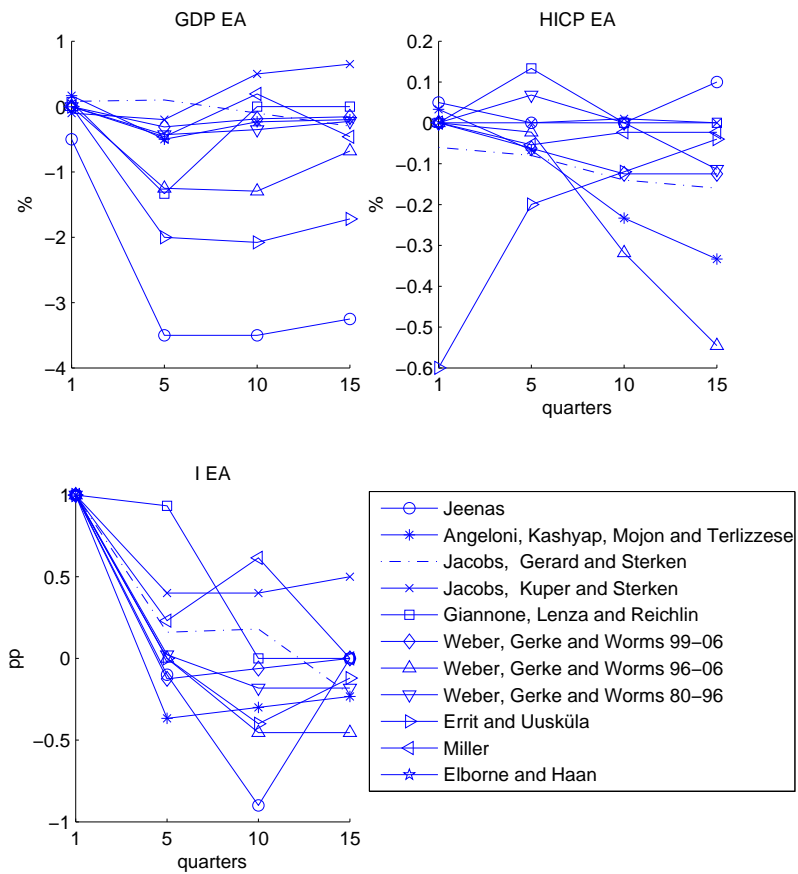 GDP EA
1
0
−1
−2
−3
−4
%
1 5 10 15
HICP EA
0.2
0.1
0
−0.1
−0.2
−0.3
−0.4
−0.5
−0.6
%
1 5 10 15
quarters
I EA
1
0.5
0
−0.5
−1
pp
1 5 10 15
quarters
Jeenas
Angeloni, Kashyap, Mojon and Terlizzese
Jacobs, Gerard and Sterken
Jacobs, Kuper and Sterken
Giannone, Lenza and Reichlin
Weber, Gerke and Worms 99−06
Weber, Gerke and Worms 96−06
Weber, Gerke and Worms 80−96
Errit and Uusküla
Miller
Elborne and Haan